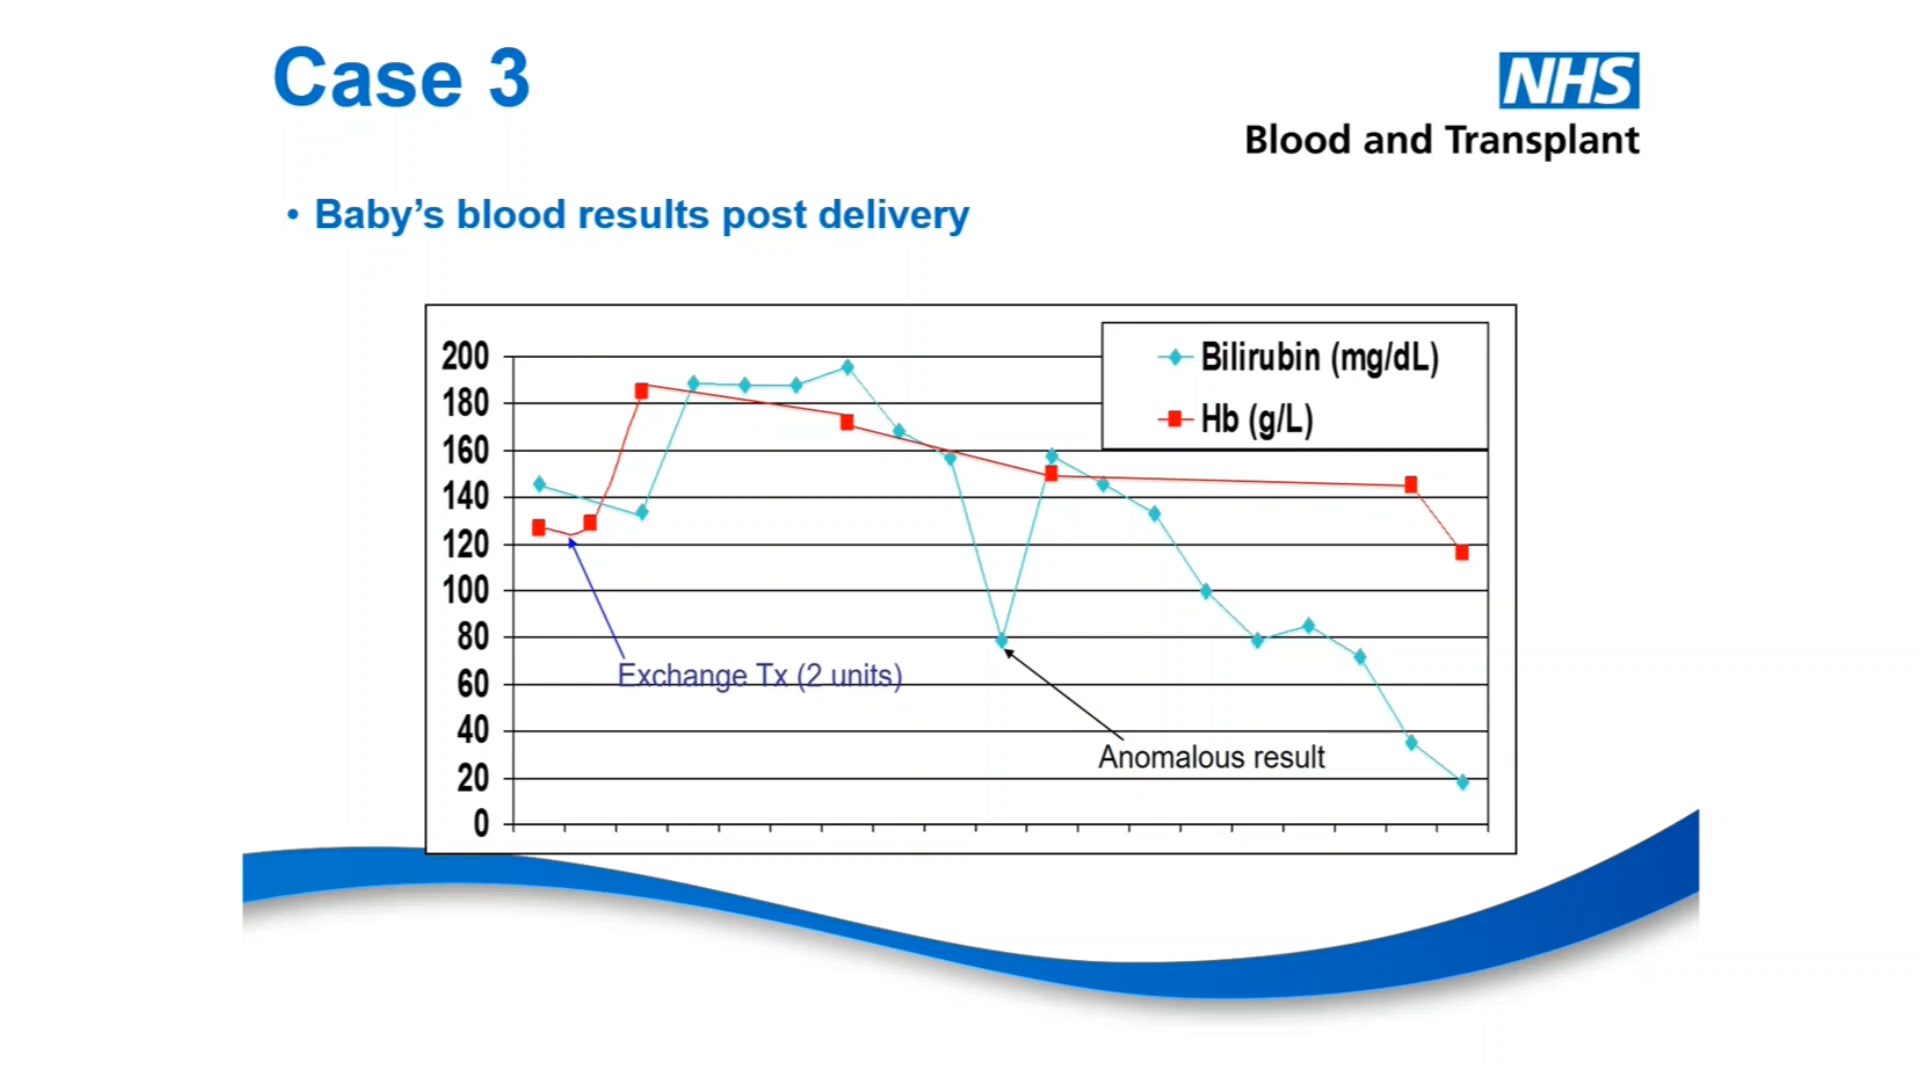 Case 3
NHS
Blood and Transplant
• Baby’s blood results post delivery
Bilirubin (mg/dL)
Hb (g/L)
200
180
160
140
120
100
80
60
40
20
0
Exchange Tx (2 units)
Anomalous result